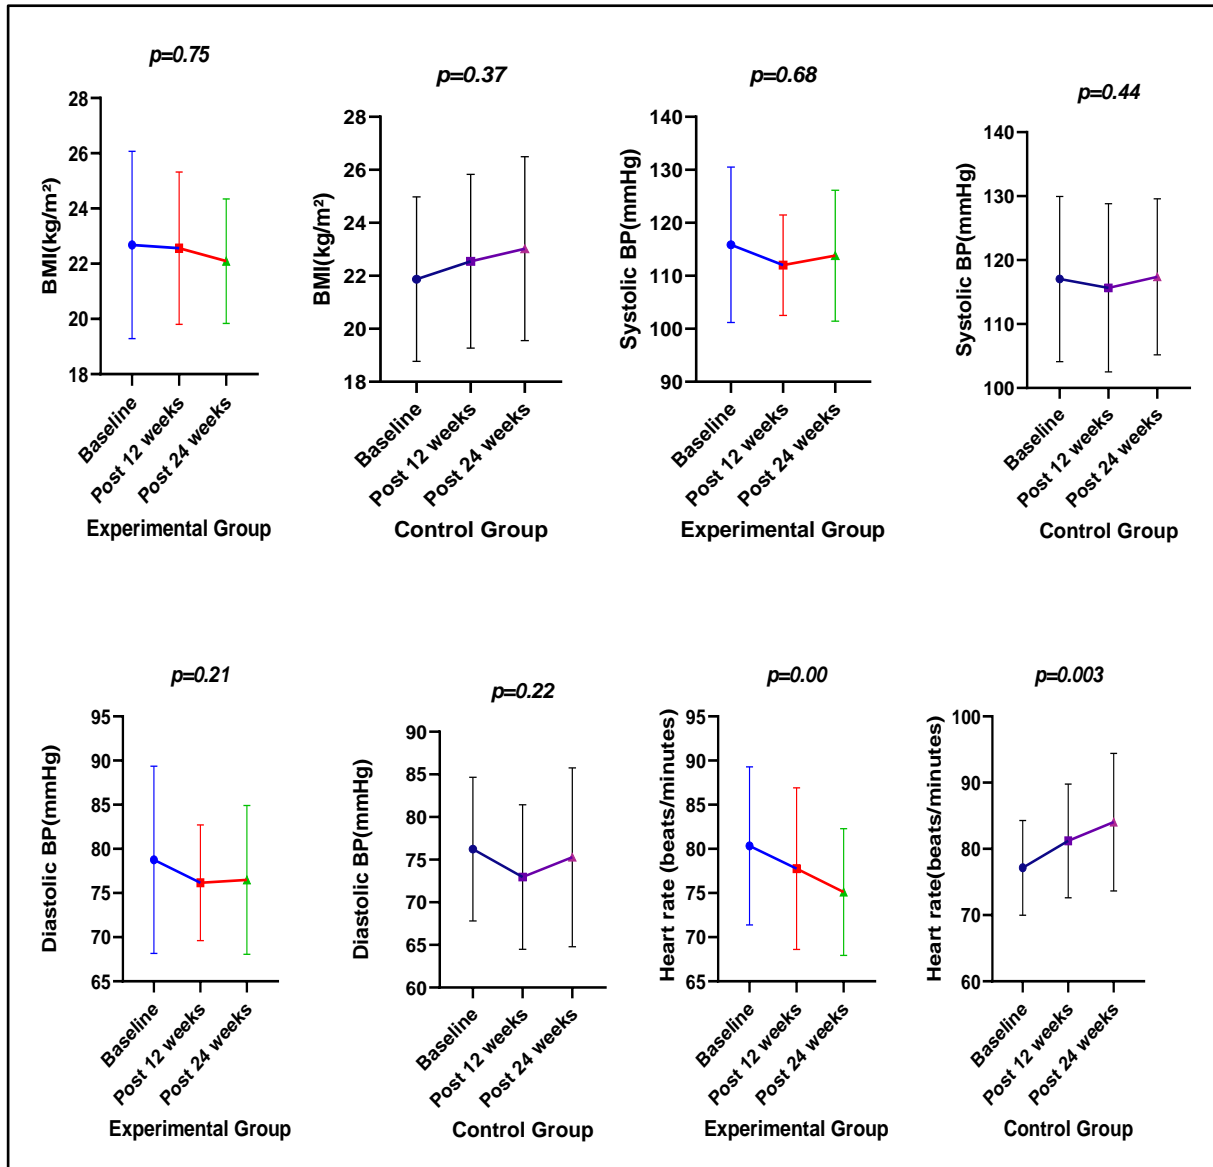 p=0.75
BMI(kg/m²)
28
26
24
22
20
18
Baseline
Post 12 weeks
Post 24 weeks
Experimental Group
p=0.37
BMI(kg/m²)
28
26
24
22
20
18
Baseline
Post 12 weeks
Post 24 weeks
Control Group
p=0.68
Systolic BP(mmHg)
140
130
120
110
100
90
Baseline
Post 12 weeks
Post 24 weeks
Experimental Group
p=0.44
Systolic BP(mmHg)
140
130
120
110
100
Baseline
Post 12 weeks
Post 24 weeks
Control Group
p=0.21
Diastolic BP(mmHg)
95
90
85
80
75
70
65
Baseline
Post 12 weeks
Post 24 weeks
Experimental Group
p=0.22
Diastolic BP(mmHg)
90
85
80
75
70
65
60
Baseline
Post 12 weeks
Post 24 weeks
Control Group
p=0.00
Heart rate (beats/minutes)
95
90
85
80
75
70
65
Baseline
Post 12 weeks
Post 24 weeks
Experimental Group
p=0.003
Heart rate(beats/minutes)
100
90
80
70
60
Baseline
Post 12 weeks
Post 24 weeks
Control Group